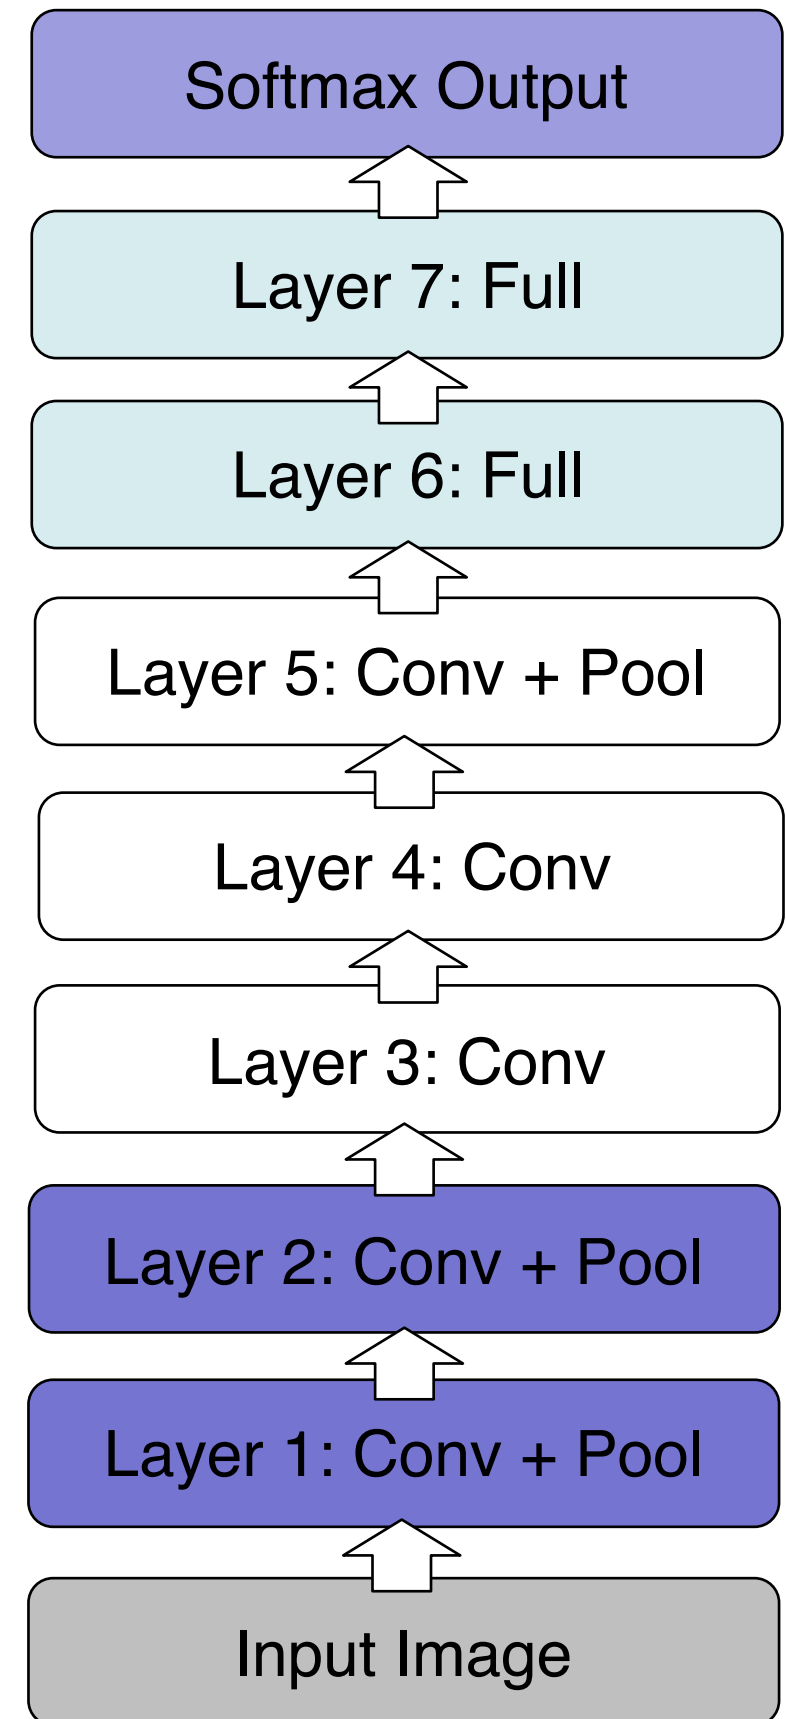 Softmax Output
Layer 7: Full
Layer 6: Full
Layer 5: Conv + Pool
Layer 4: Conv
Layer 3: Conv
Layer 2: Conv + Pool
Layer 1: Conv + Pool
Input Image